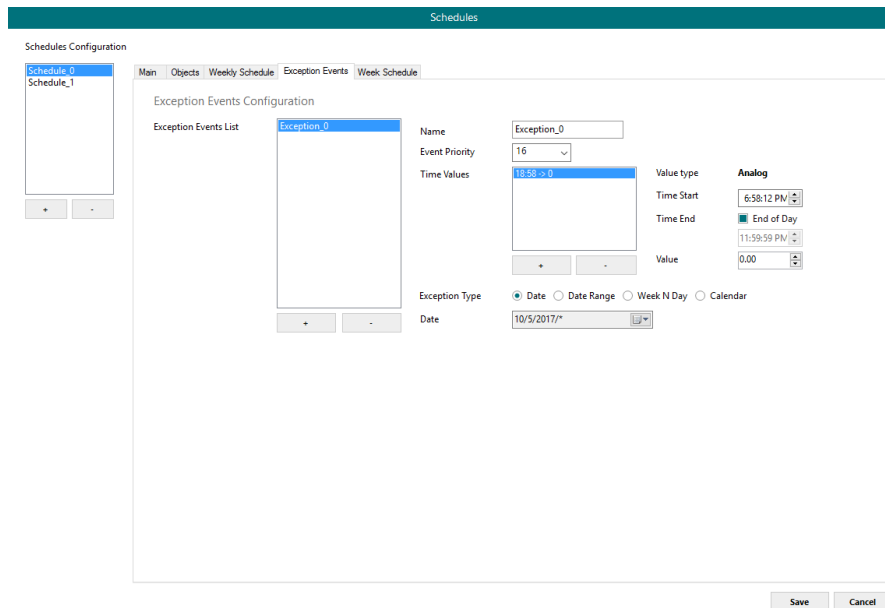 Schedules
Schedules Configuration
Schedule_0
Schedule_1
+ -
Main Objects Weekly Schedule Exception Events Week Schedule
Exception Events Configuration
Exception Events List
Exception_0
+ -
Name Exception_0
Event Priority 16
Time Values 18:58 -> 0
+ -
Value type Analog
Time Start 6:58:12 PM
Time End End of Day
11:59:59 PM
Value 0.00
Exception Type Date Date Range Week N Day Calendar
Date 10/5/2017/*
Save Cancel